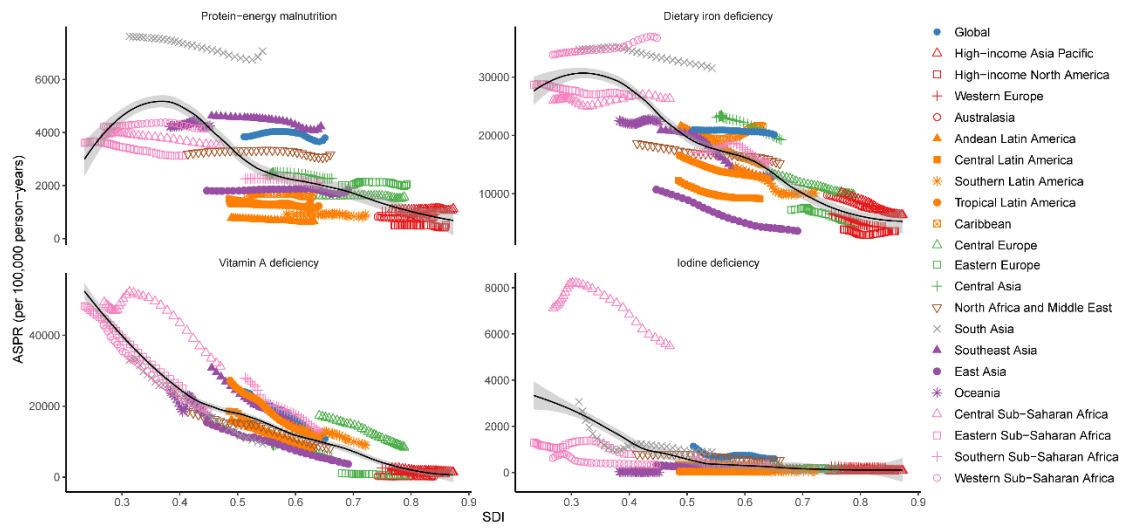 Protein−energy malnutrition
Dietary iron deficiency
6000
4000
2000
0
30000
20000
10000
Vitamin A deficiency
Iodine deficiency
40000
20000
0
8000
6000
4000
2000
0
0.3 0.4 0.5 0.6 0.7 0.8 0.9
0.3 0.4 0.5 0.6 0.7 0.8 0.9
SDI
ASPR (per 100,000 person−years)
Global
High−income Asia Pacific
High−income North America
Western Europe
Australasia
Andean Latin America
Central Latin America
Southern Latin America
Tropical Latin America
Caribbean
Central Europe
Eastern Europe
Central Asia
North Africa and Middle East
South Asia
Southeast Asia
East Asia
Oceania
Central Sub−Saharan Africa
Eastern Sub−Saharan Africa
Southern Sub−Saharan Africa
Western Sub−Saharan Africa